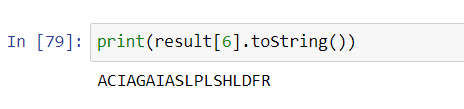 In [79]: print(result[6].toString())
ACIAGAIASLPLSHLDFR